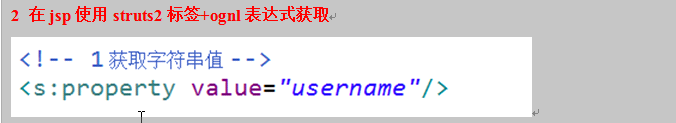 2 在 jsp 使用 struts2 标签+ognl 表达式获取
<!-- 1 获取字符串值 -->
<s:property value="username"/>